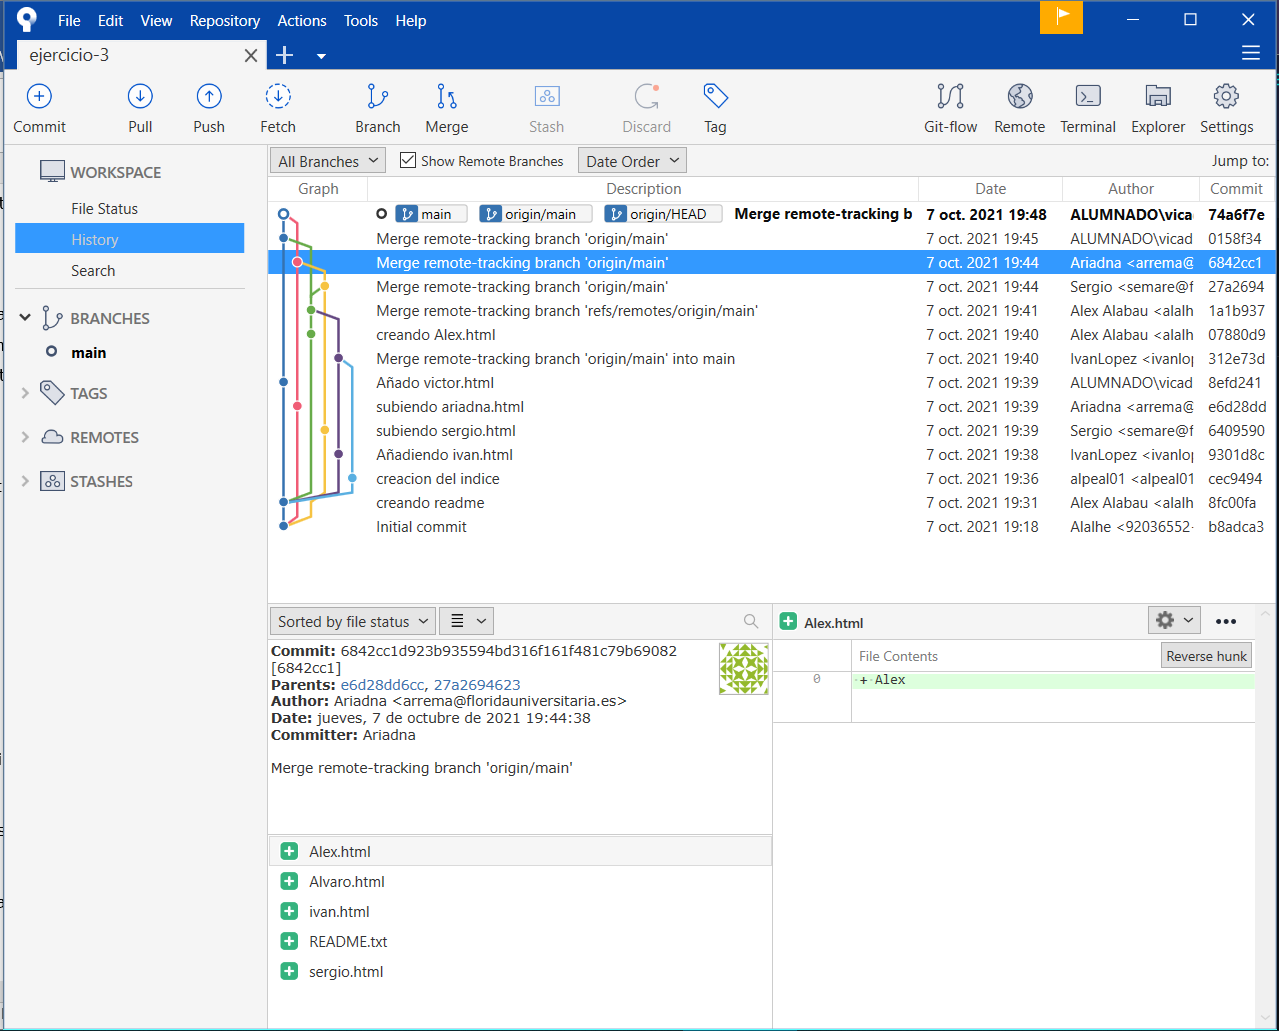 File Edit View Repository Actions Tools Help
ejercicio-3
Commit Pull Push Fetch Branch Merge Stash Discard Tag Git-flow Remote Terminal Explorer Settings
WORKSPACE
File Status
History
Search
BRANCHES
main
TAGS
REMOTES
STASHES
All Branches Show Remote Branches Date Order Jump to:
Graph Description Date Author Commit
main origin/main origin/HEAD Merge remote-tracking b 7 oct. 2021 19:48 ALUMNADO\vica 74a6f7e
Merge remote-tracking branch 'origin/main' 7 oct. 2021 19:45 ALUMNADO\vicad 0158f34
Merge remote-tracking branch 'origin/main' 7 oct. 2021 19:44 Ariadna <arrema@ 6842cc1
Merge remote-tracking branch 'origin/main' 7 oct. 2021 19:44 Sergio <semare@f 27a2694
Merge remote-tracking branch 'refs/remotes/origin/main' 7 oct. 2021 19:41 Alex Alabau <alalh 1a1b937
creando Alex.html 7 oct. 2021 19:40 Alex Alabau <alalh 07880d9
Merge remote-tracking branch 'origin/main' into main 7 oct. 2021 19:40 IvanLopez <ivanlop 312e73d
Añado victor.html 7 oct. 2021 19:39 ALUMNADO\vicad 8efd241
subiendo ariadna.html 7 oct. 2021 19:39 Ariadna <arrema@ e6d28dd
subiendo sergio.html 7 oct. 2021 19:39 Sergio <semare@f 6409590
Añadiendo ivan.html 7 oct. 2021 19:38 IvanLopez <ivanlop 9301d8c
creacion del indice 7 oct. 2021 19:36 alpeal01 <alpeal01 cec9494
creando readme 7 oct. 2021 19:31 Alex Alabau <alalh 8fc00fa
Initial commit 7 oct. 2021 19:18 Alalhe <92036552- b8adca3
Sorted by file status
Commit: 6842cc1d923b935594bd316f161f481c79b69082
[6842cc1]
Parents: e6d28dd6cc, 27a2694623
Author: Ariadna <arrema@floridauniversitaria.es>
Date: jueves, 7 de octubre de 2021 19:44:38
Committer: Ariadna
Merge remote-tracking branch 'origin/main'
Alex.html
Alvaro.html
ivan.html
README.txt
sergio.html
Alex.html
File Contents Reverse hunk
0 + Alex